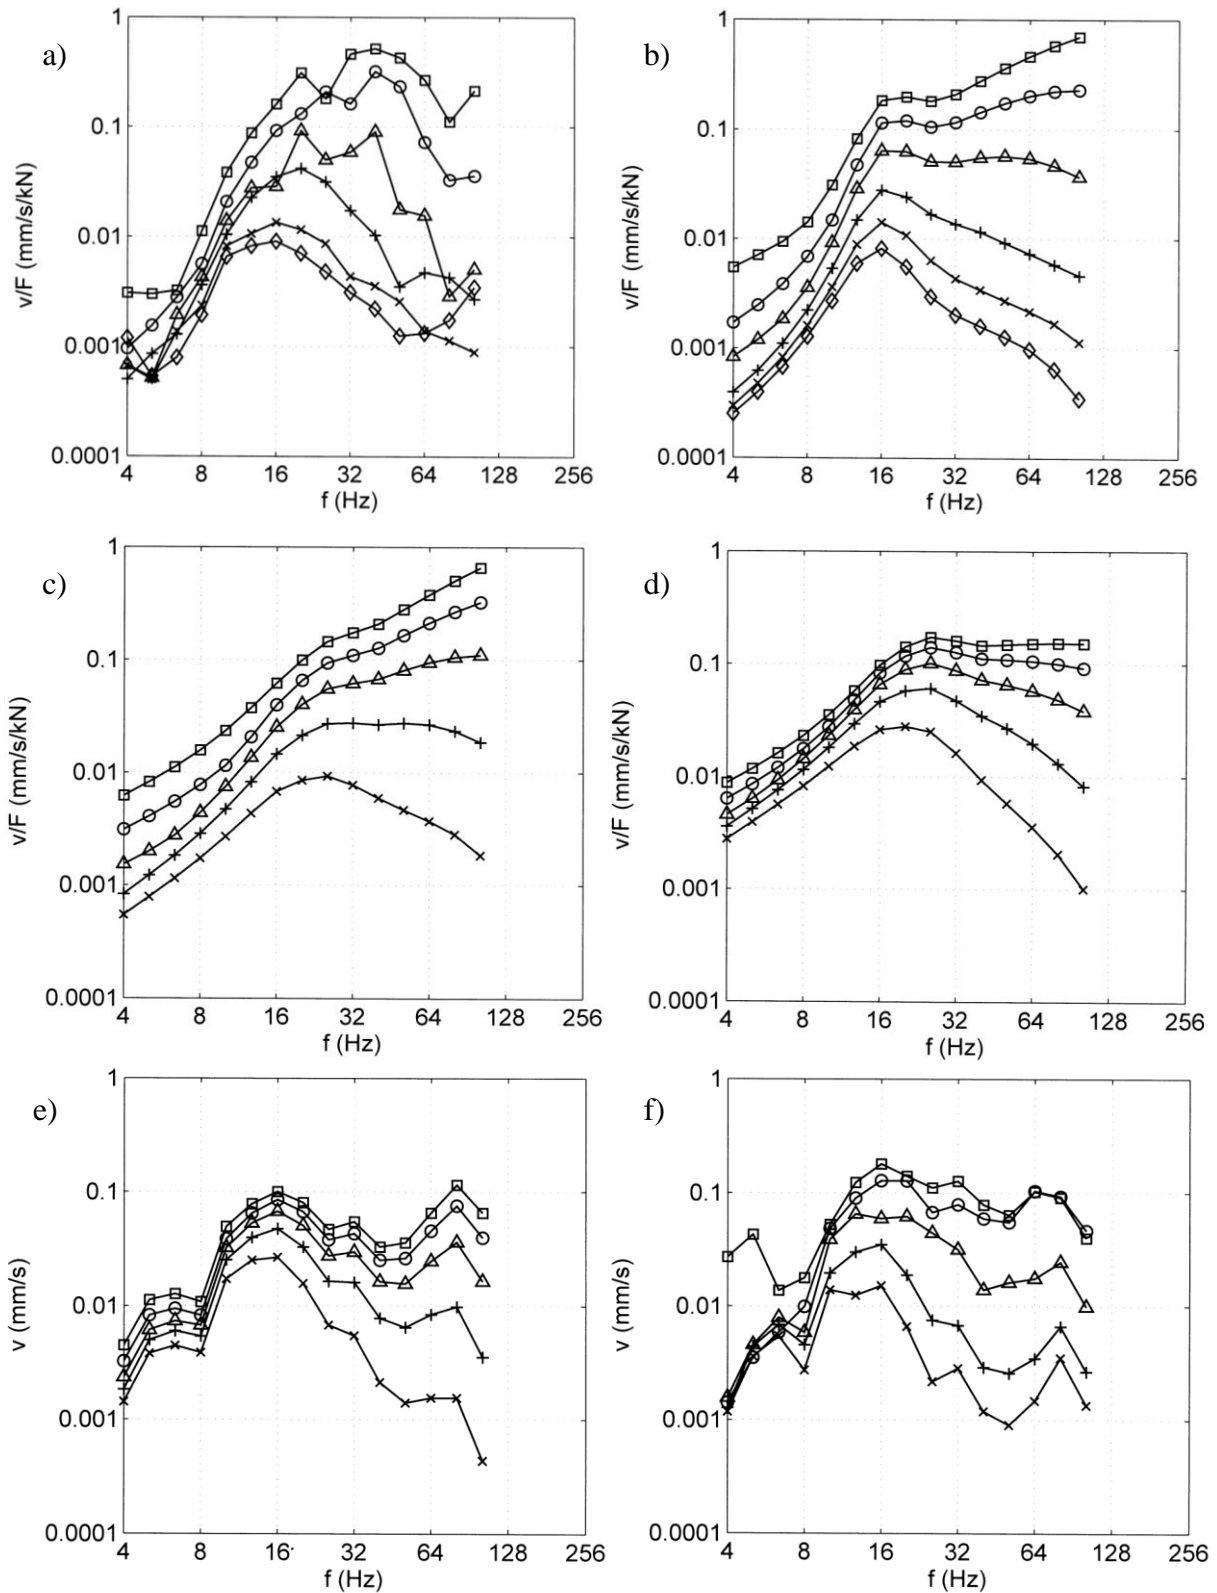 a)
1
0.1
0.01
0.001
0.0001
v/F (mm/s/kN)
4 8 16 32 64 128 256
f (Hz)
b)
1
0.1
0.01
0.001
0.0001
v/F (mm/s/kN)
4 8 16 32 64 128 256
f (Hz)
c)
1
0.1
0.01
0.001
0.0001
v/F (mm/s/kN)
4 8 16 32 64 128 256
f (Hz)
d)
1
0.1
0.01
0.001
0.0001
v/F (mm/s/kN)
4 8 16 32 64 128 256
f (Hz)
e)
1
0.1
0.01
0.001
0.0001
v (mm/s)
4 8 16 32 64 128 256
f (Hz)
f)
1
0.1
0.01
0.001
0.0001
v (mm/s)
4 8 16 32 64 128 256
f (Hz)